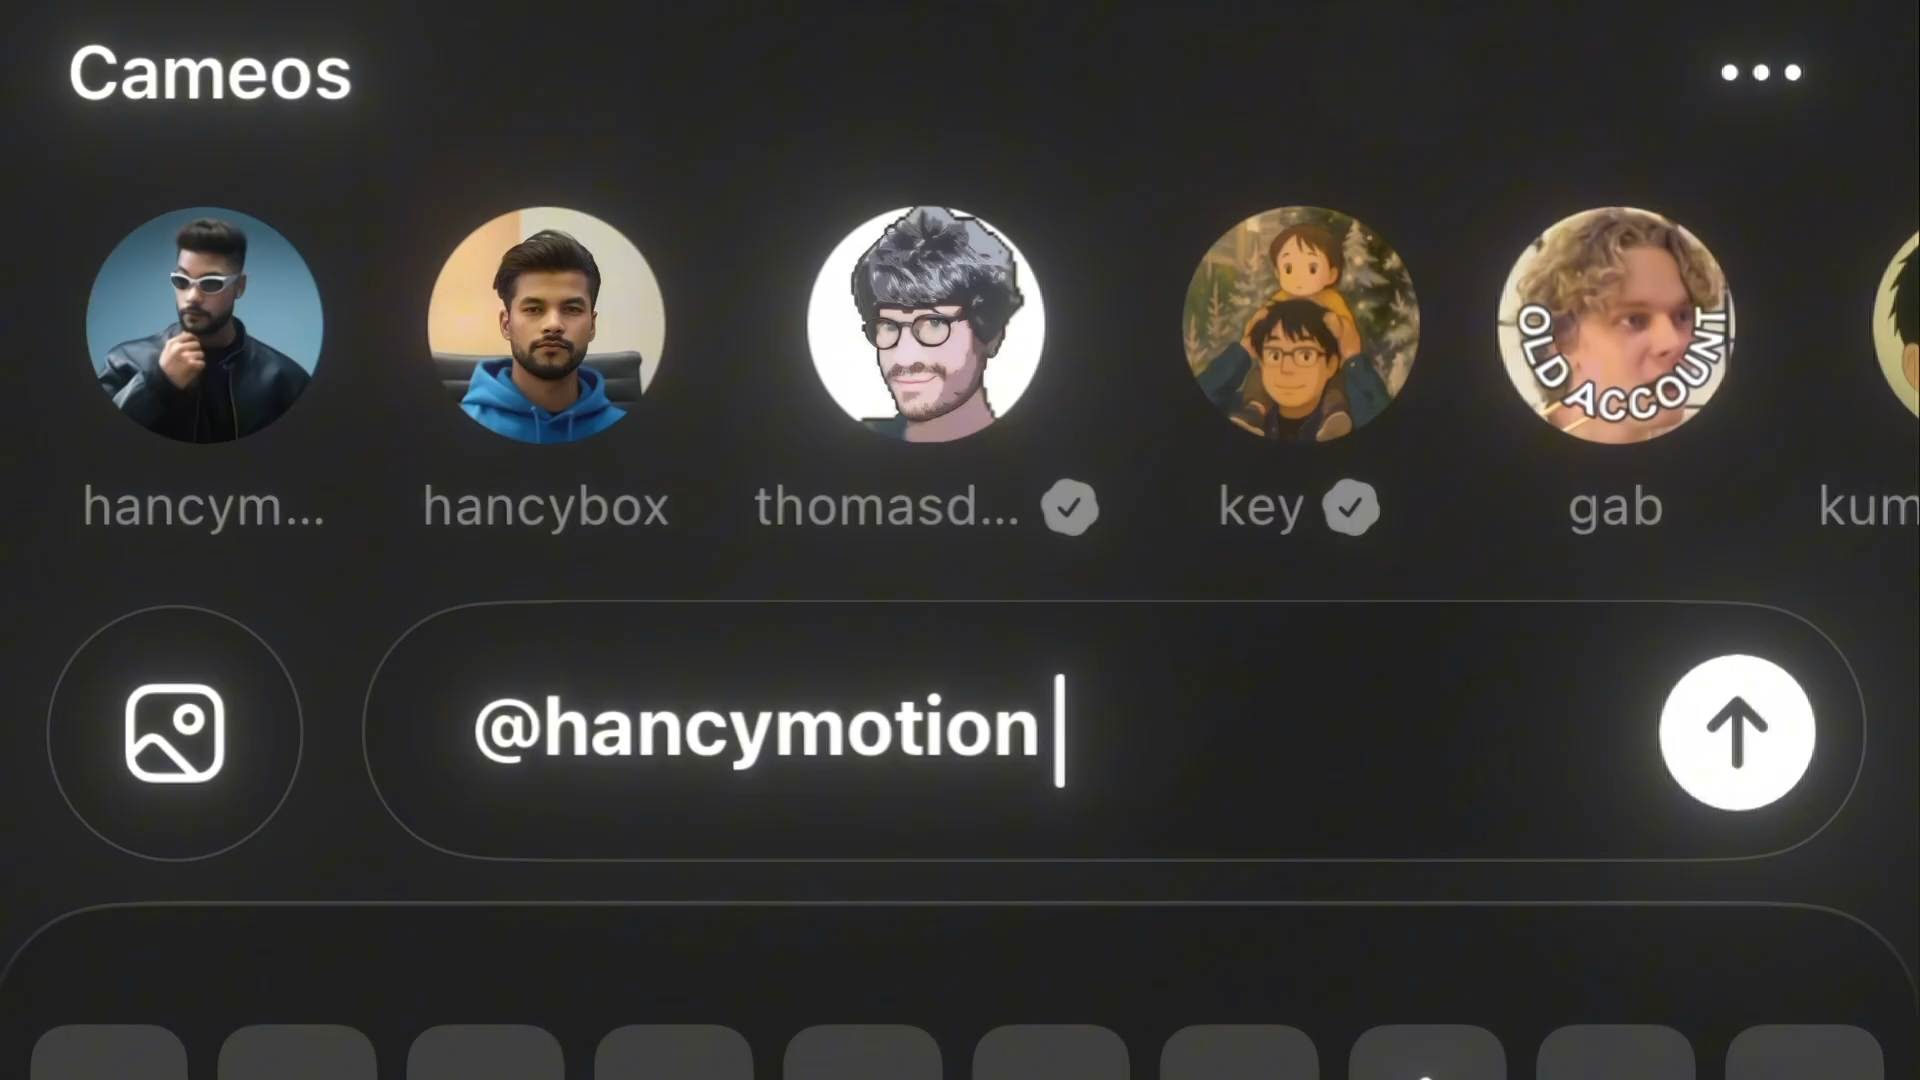 Cameos
OLD ACCOUNT
hancym...
hancybox
thomasd...
key
gab
kum
@hancymotion